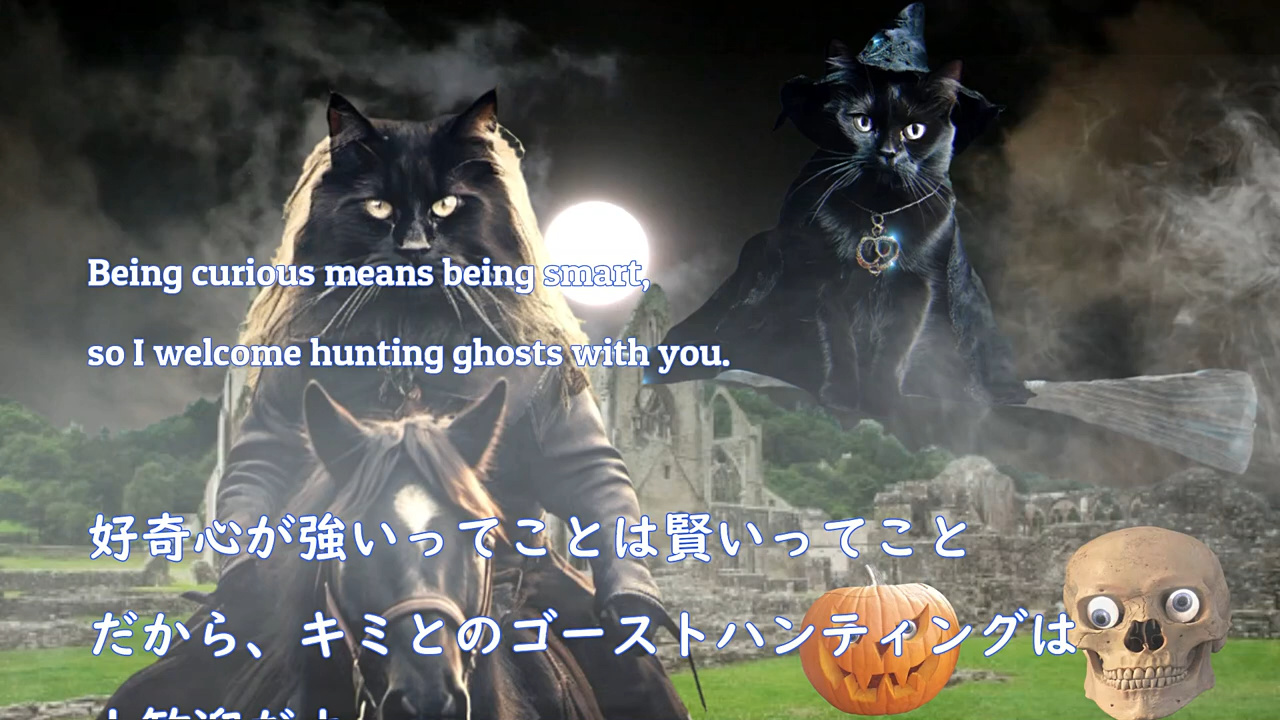 Being curious means being smart,
so I welcome hunting ghosts with you.
好奇心が強いってことは賢いってこと
だから、キミとのゴーストハンティングは